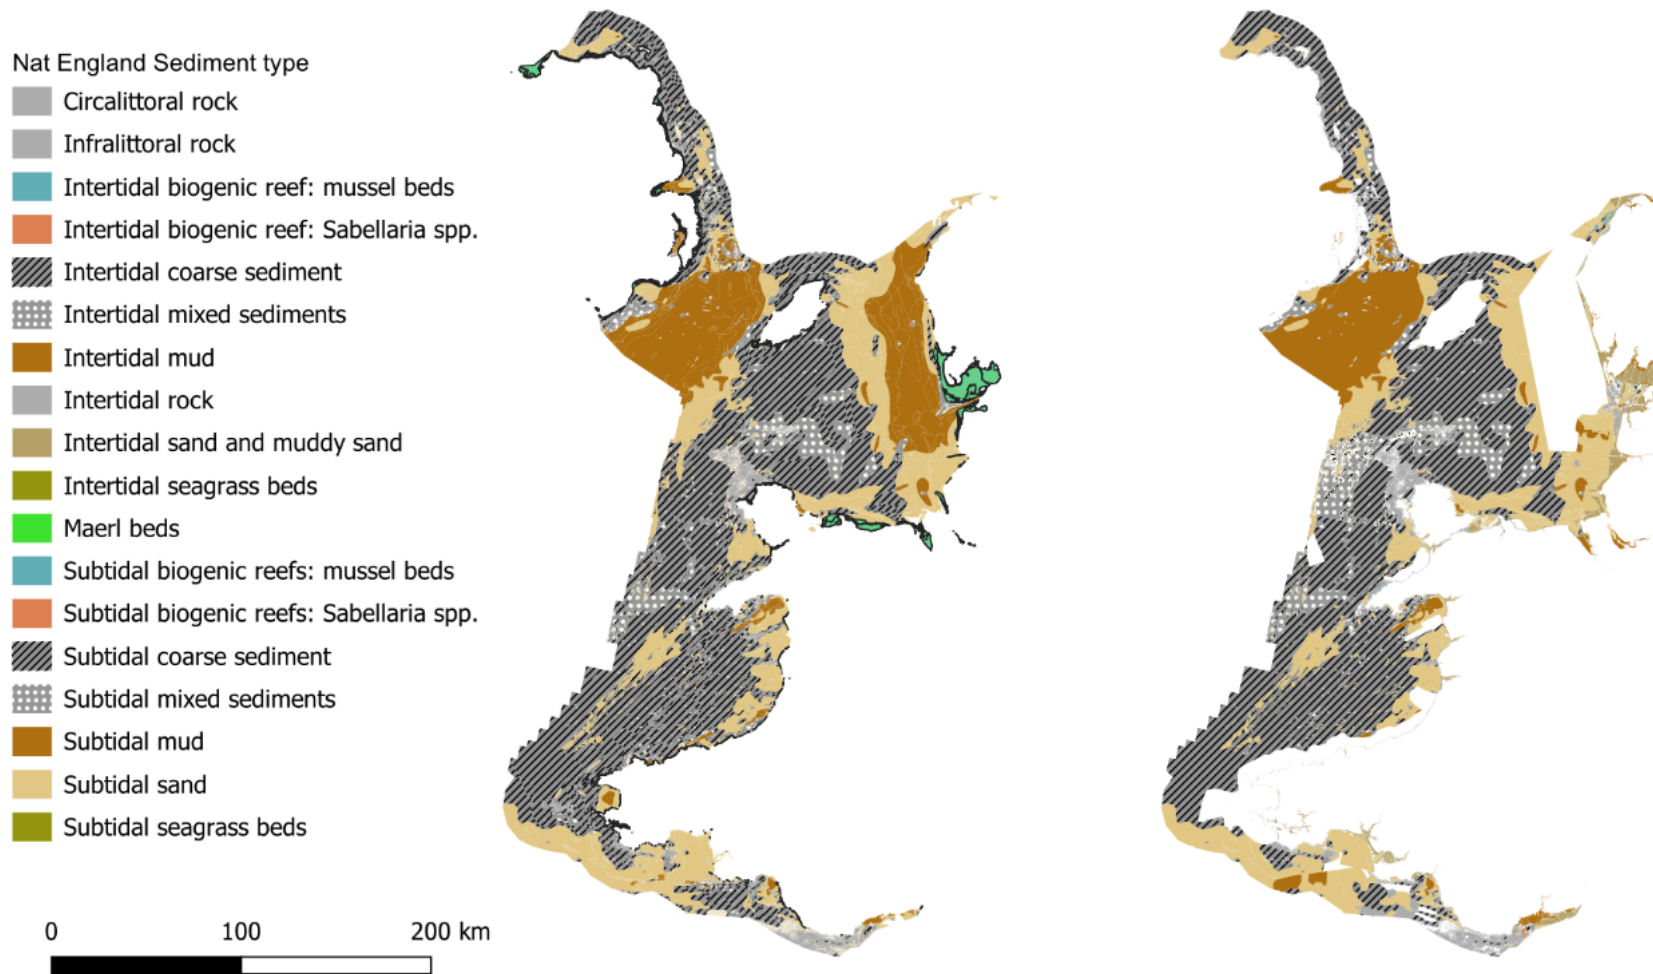 Nat England Sediment type
Circalittoral rock
Infralittoral rock
Intertidal biogenic reef: mussel beds
Intertidal biogenic reef: Sabellaria spp.
Intertidal coarse sediment
Intertidal mixed sediments
Intertidal mud
Intertidal rock
Intertidal sand and muddy sand
Intertidal seagrass beds
Maerl beds
Subtidal biogenic reefs: mussel beds
Subtidal biogenic reefs: Sabellaria spp.
Subtidal coarse sediment
Subtidal mixed sediments
Subtidal mud
Subtidal sand
Subtidal seagrass beds
0 100 200 km